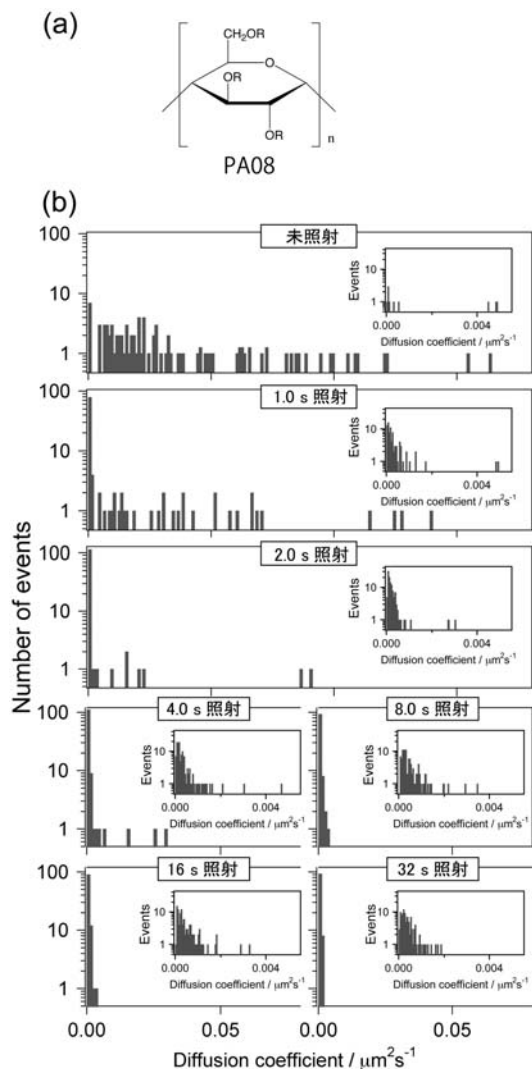 (a)
CH2OR
O
OR
O
OR
n
PA08
(b)
Number of events
未照射
100
10
1
Events
10
1
0.000 0.004
Diffusion coefficient / μm²s⁻¹
1.0 s 照射
100
10
1
Events
10
1
0.000 0.004
Diffusion coefficient / μm²s⁻¹
2.0 s 照射
100
10
1
Events
10
1
0.000 0.004
Diffusion coefficient / μm²s⁻¹
4.0 s 照射
100
10
1
Events
10
1
0.000 0.004
Diffusion coefficient / μm²s⁻¹
8.0 s 照射
Events
10
1
0.000 0.004
Diffusion coefficient / μm²s⁻¹
16 s 照射
100
10
1
Events
10
1
0.000 0.004
Diffusion coefficient / μm²s⁻¹
32 s 照射
Events
10
1
0.000 0.004
Diffusion coefficient / μm²s⁻¹
0.00 0.05 0.00 0.05
Diffusion coefficient / μm²s⁻¹